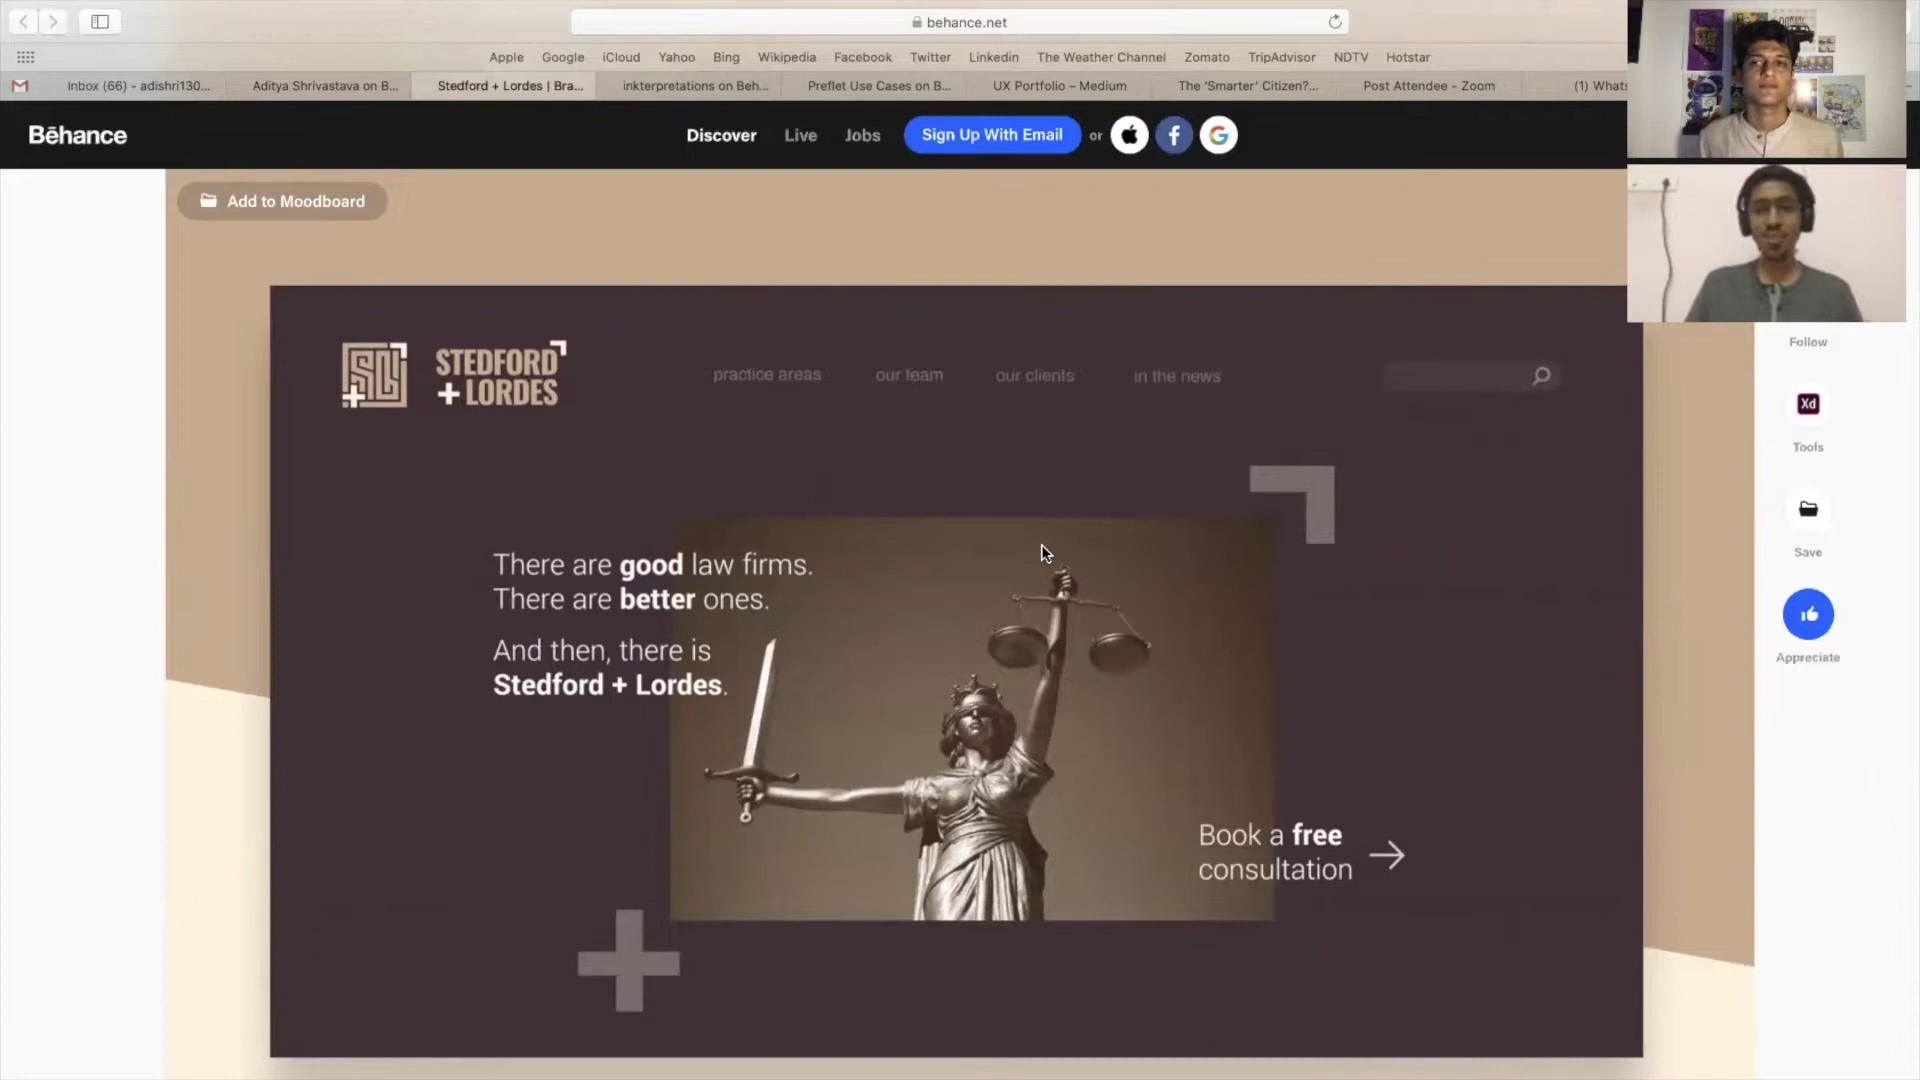 behance.net
Apple Google iCloud Yahoo Bing Wikipedia Facebook Twitter Linkedin The Weather Channel Zomato TripAdvisor NDTV Hotstar
Inbox (66) - adishri130... Aditya Shrivastava on B... Stedford + Lordes | Bra... inkterpretations on Beh... Preflet Use Cases on B... UX Portfolio – Medium The 'Smarter' Citizen?... Post Attendee - Zoom (1) Whats
Bēhance Discover Live Jobs Sign Up With Email or
Add to Moodboard
STEDFORD
+ LORDES
practice areas our team our clients in the news
Follow
Xd
Tools
Save
Appreciate
There are good law firms.
There are better ones.
And then, there is
Stedford + Lordes.
Book a free
consultation